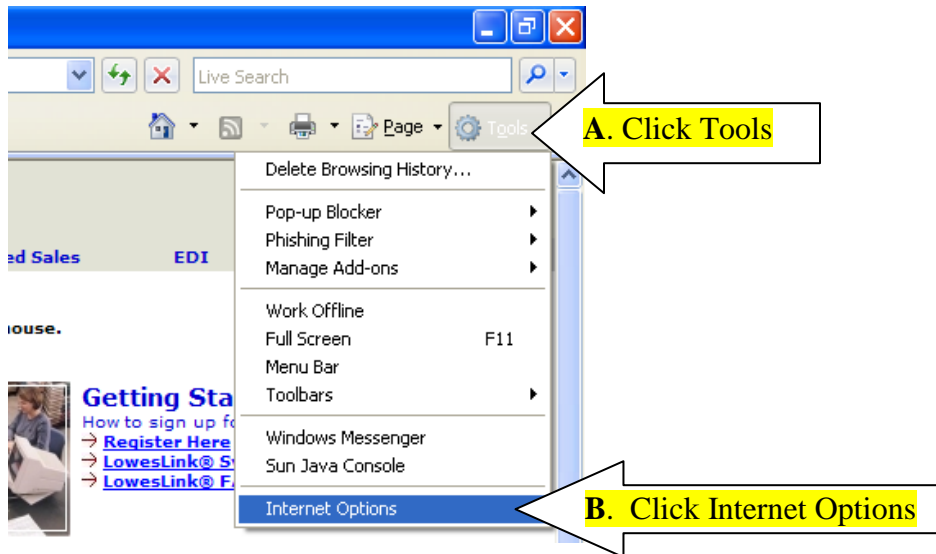 Live Search
Page
Tools
A. Click Tools
Delete Browsing History...
Pop-up Blocker
Phishing Filter
Manage Add-ons
ed Sales EDI
Work Offline
Full Screen F11
ouse.
Menu Bar
Toolbars
Getting Sta
How to sign up fo
Register Here
LowesLink® S
LowesLink® F
Windows Messenger
Sun Java Console
Internet Options
B. Click Internet Options